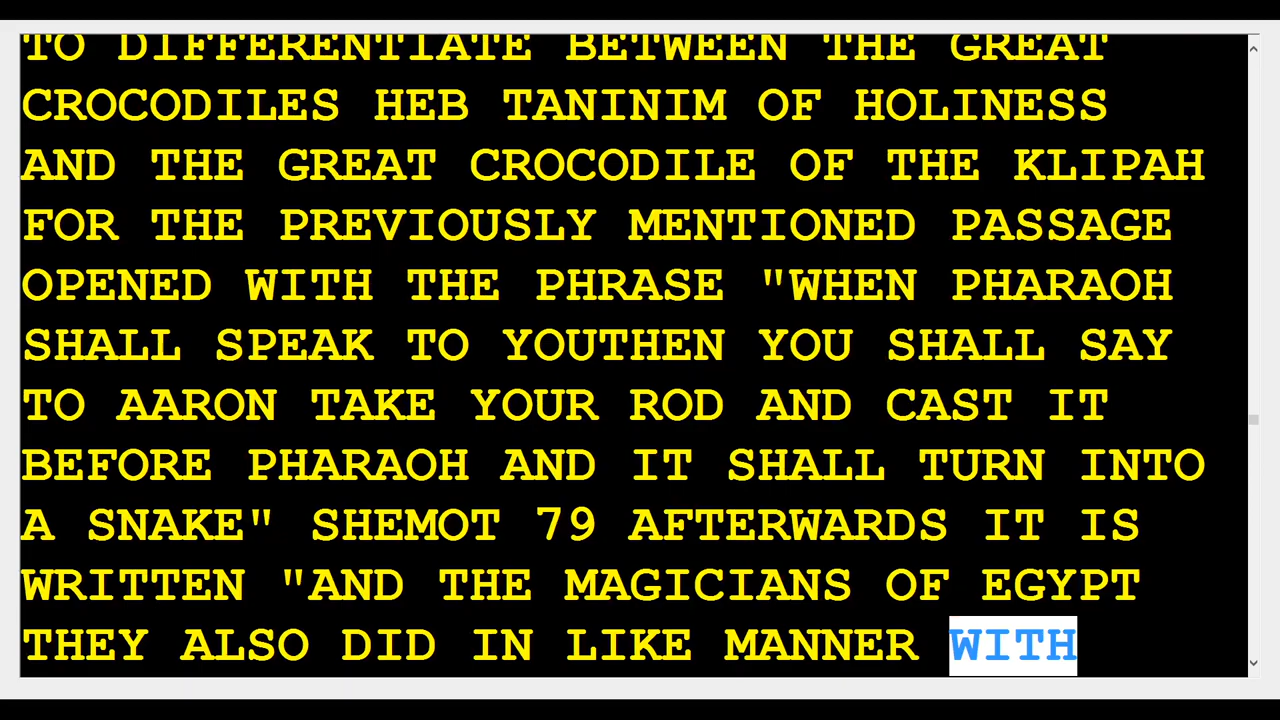 TO DIFFERENTIATE BETWEEN THE GREAT
CROCODILES HEB TANINIM OF HOLINESS
AND THE GREAT CROCODILE OF THE KLIPAH
FOR THE PREVIOUSLY MENTIONED PASSAGE
OPENED WITH THE PHRASE "WHEN PHARAOH
SHALL SPEAK TO YOUTHEN YOU SHALL SAY
TO AARON TAKE YOUR ROD AND CAST IT
BEFORE PHARAOH AND IT SHALL TURN INTO
A SNAKE" SHEMOT 79 AFTERWARDS IT IS
WRITTEN "AND THE MAGICIANS OF EGYPT
THEY ALSO DID IN LIKE MANNER WITH